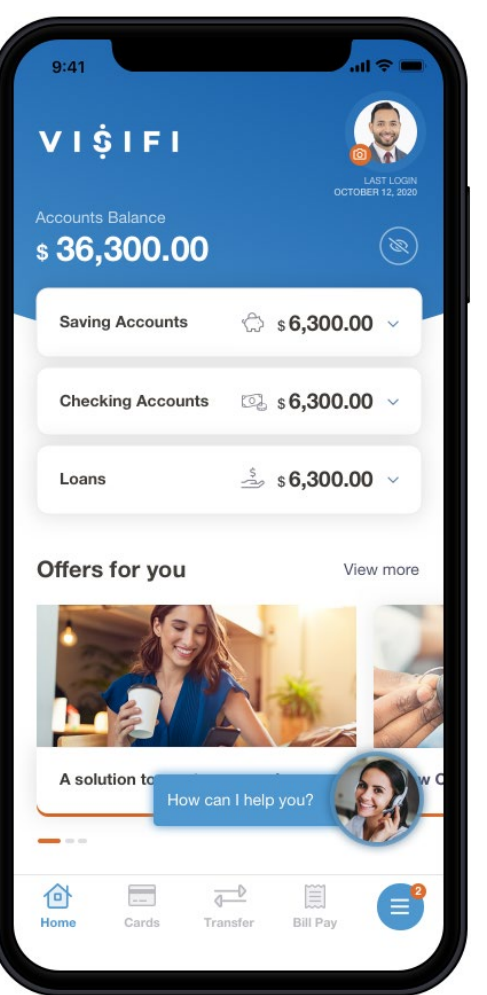 9:41
VISIFI
LAST LOGIN
OCTOBER 12, 2020
Accounts Balance
$ 36,300.00
Saving Accounts $ 6,300.00
Checking Accounts $ 6,300.00
Loans $ 6,300.00
Offers for you View more
A solution
How can I help you?
Home Cards Transfer Bill Pay 2